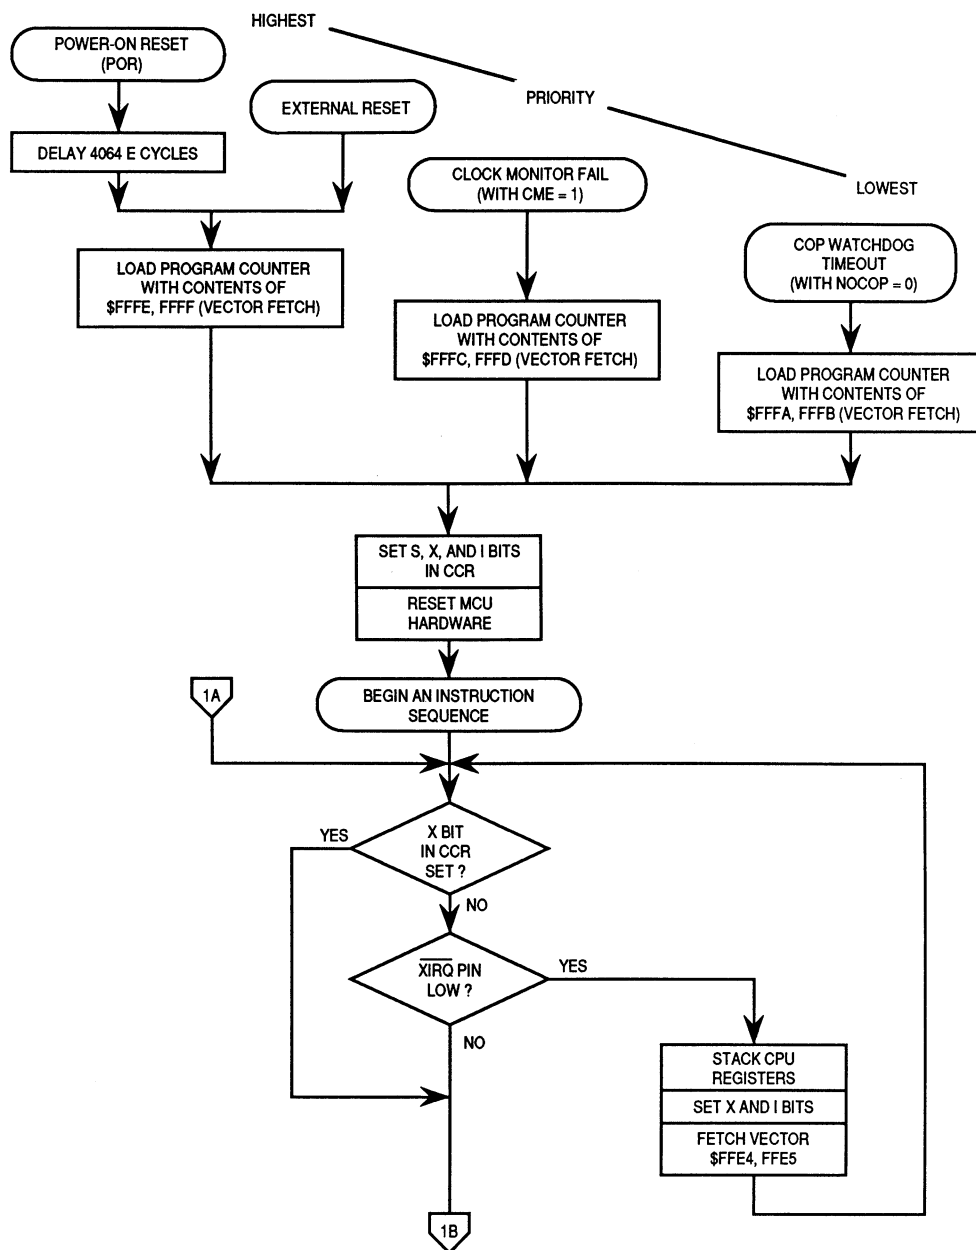 HIGHEST
POWER-ON RESET
(POR)
PRIORITY
EXTERNAL RESET
DELAY 4064 E CYCLES
CLOCK MONITOR FAIL
(WITH CME = 1)
LOWEST
COP WATCHDOG
TIMEOUT
(WITH NOCOP = 0)
LOAD PROGRAM COUNTER
WITH CONTENTS OF
$FFFE, FFFF (VECTOR FETCH)
LOAD PROGRAM COUNTER
WITH CONTENTS OF
$FFFC, FFFD (VECTOR FETCH)
LOAD PROGRAM COUNTER
WITH CONTENTS OF
$FFFA, FFFB (VECTOR FETCH)
SET S, X, AND I BITS
IN CCR
RESET MCU
HARDWARE
1A
BEGIN AN INSTRUCTION
SEQUENCE
YES
X BIT
IN CCR
SET ?
NO
XIRQ PIN
LOW ?
YES
NO
STACK CPU
REGISTERS
SET X AND I BITS
FETCH VECTOR
$FFE4, FFE5
1B